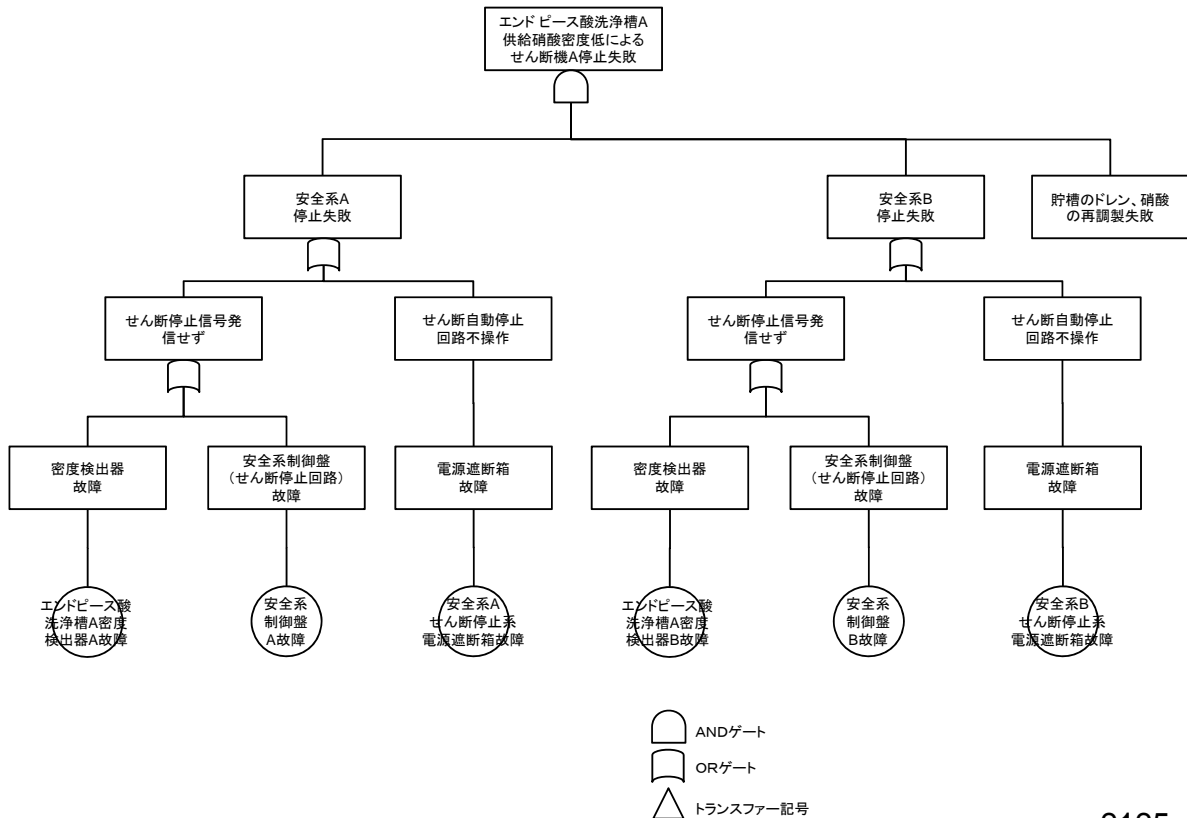 エンド ピース酸洗浄槽A
供給硝酸密度低による
せん断機A停止失敗
安全系A
停止失敗
安全系B
停止失敗
貯槽のドレン、硝酸
の再調製失敗
せん断停止信号発
信せず
せん断自動停止
回路不操作
せん断停止信号発
信せず
せん断自動停止
回路不操作
密度検出器
故障
安全系制御盤
（せん断停止回路）
故障
電源遮断箱
故障
密度検出器
故障
安全系制御盤
（せん断停止回路）
故障
電源遮断箱
故障
エンドピース酸
洗浄槽A密度
検出器A故障
安全系
制御盤
A故障
安全系A
せん断停止系
電源遮断箱故障
エンドピース酸
洗浄槽A密度
検出器B故障
安全系
制御盤
B故障
安全系B
せん断停止系
電源遮断箱故障
ANDゲート
ORゲート
トランスファー記号